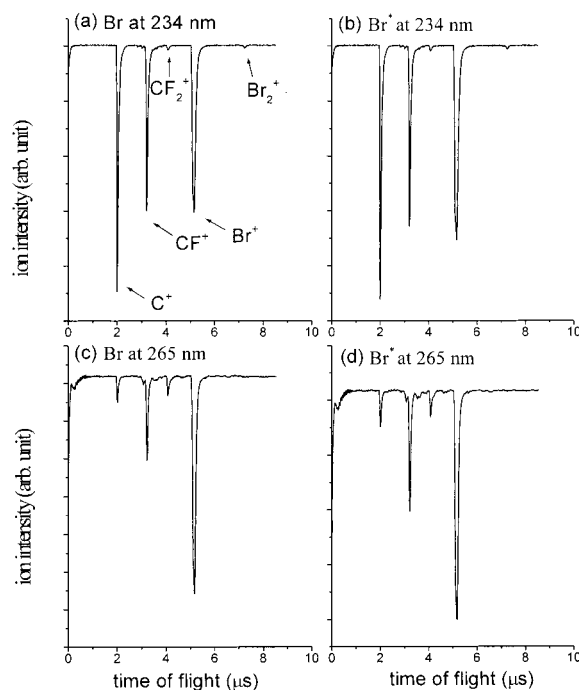 (a) Br at 234 nm
CF₂⁺
Br₂⁺
CF⁺
Br⁺
C⁺
ion intensity (arb. unit)
0 2 4 6 8 10
(b) Br* at 234 nm
0 2 4 6 8 10
(c) Br at 265 nm
ion intensity (arb. unit)
0 2 4 6 8 10
time of flight (μs)
(d) Br* at 265 nm
0 2 4 6 8 10
time of flight (μs)